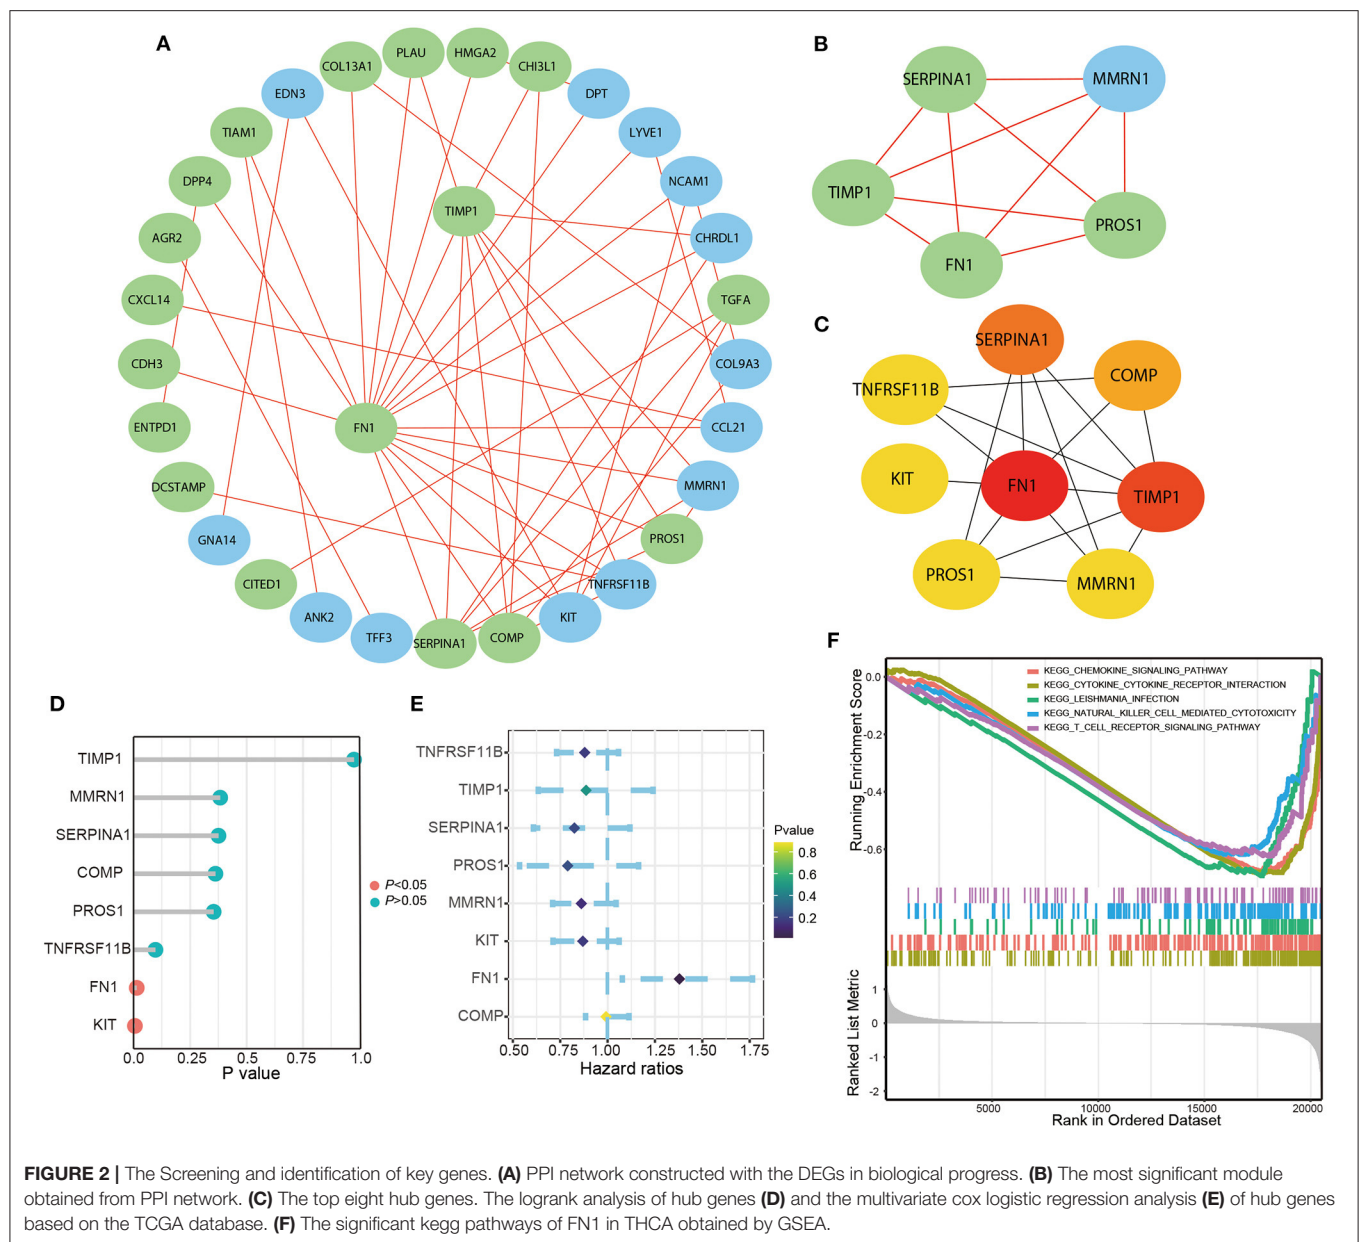 A
PLAU
HMGA2
COL13A1
CHI3L1
EDN3
DPT
TIAM1
LYVE1
DPP4
NCAM1
TIMP1
AGR2
CHRDL1
CXCL14
TGFA
CDH3
COL9A3
ENTPD1
FN1
CCL21
DCSTAMP
MMRN1
GNA14
PROS1
CITED1
TNFRSF11B
ANK2
KIT
TFF3
SERPINA1
COMP
B
SERPINA1
MMRN1
TIMP1
PROS1
FN1
C
SERPINA1
COMP
TNFRSF11B
KIT
FN1
TIMP1
PROS1
MMRN1
D
TIMP1
MMRN1
SERPINA1
COMP
PROS1
TNFRSF11B
FN1
KIT
P<0.05
P>0.05
0.0 0.25 0.5 0.75 1.0
P value
E
TNFRSF11B
TIMP1
SERPINA1
PROS1
MMRN1
KIT
FN1
COMP
0.50 0.75 1.00 1.25 1.50 1.75
Hazard ratios
Pvalue
0.8
0.6
0.4
0.2
F
KEGG_CHEMOKINE_SIGNALING_PATHWAY
KEGG_CYTOKINE_CYTOKINE_RECEPTOR_INTERACTION
KEGG_LEISHMANIA_INFECTION
KEGG_NATURAL_KILLER_CELL_MEDIATED_CYTOTOXICITY
KEGG_T_CELL_RECEPTOR_SIGNALING_PATHWAY
Running Enrichment Score
0.0
-0.2
-0.4
-0.6
Ranked List Metric
1
0
-1
-2
5000 10000 15000 20000
Rank in Ordered Dataset
FIGURE 2 | The Screening and identification of key genes. (A) PPI network constructed with the DEGs in biological progress. (B) The most significant module
obtained from PPI network. (C) The top eight hub genes. The logrank analysis of hub genes (D) and the multivariate cox logistic regression analysis (E) of hub genes
based on the TCGA database. (F) The significant kegg pathways of FN1 in THCA obtained by GSEA.